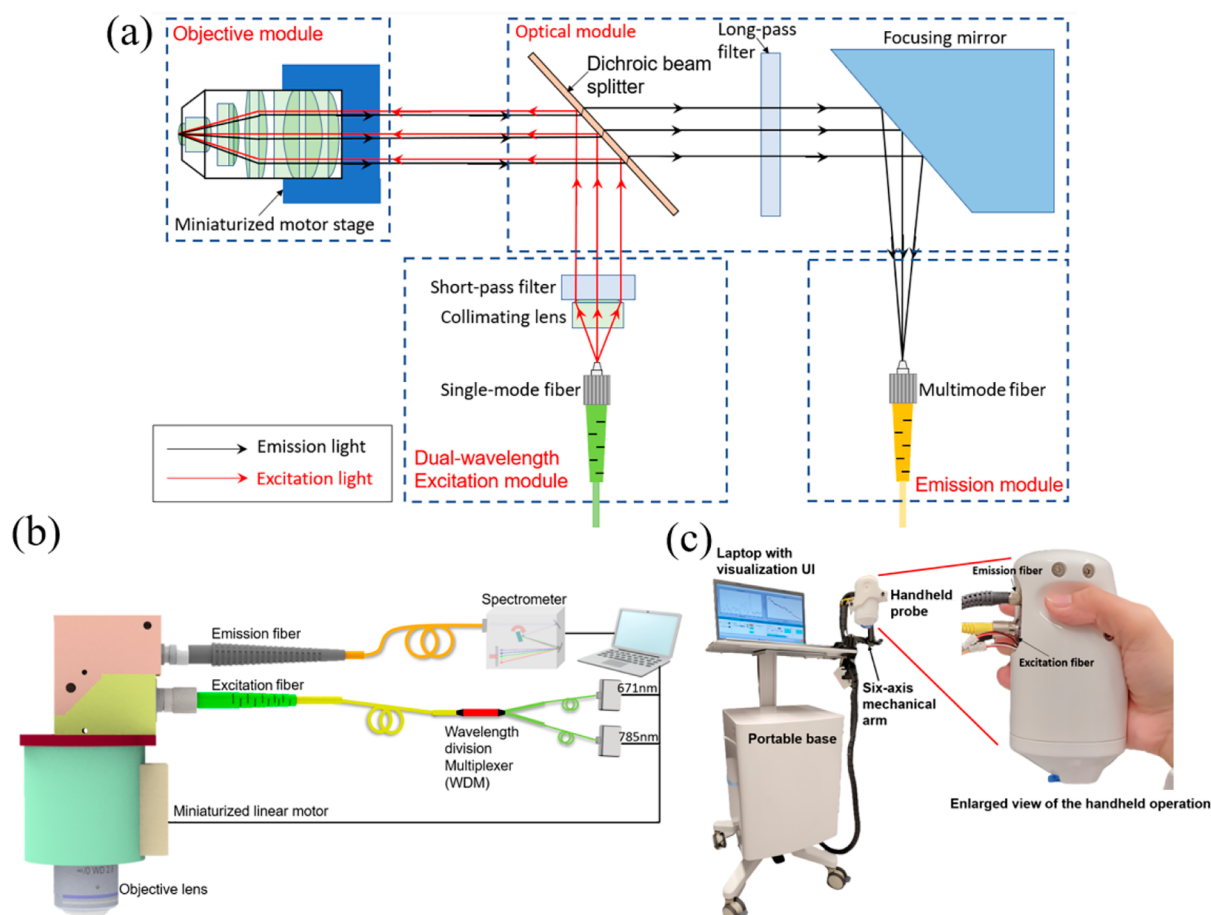 (a)
Objective module
Miniaturized motor stage
Optical module
Dichroic beam
splitter
Long-pass
filter
Focusing mirror
Short-pass filter
Collimating lens
Single-mode fiber
Dual-wavelength
Excitation module
Multimode fiber
Emission module
Emission light
Excitation light
(b)
Emission fiber
Spectrometer
Excitation fiber
671nm
785nm
Wavelength
division
Multiplexer
(WDM)
Miniaturized linear motor
Objective lens
(c)
Laptop with
visualization UI
Handheld
probe
Six-axis
mechanical
arm
Portable base
Emission fiber
Excitation fiber
Enlarged view of the handheld operation